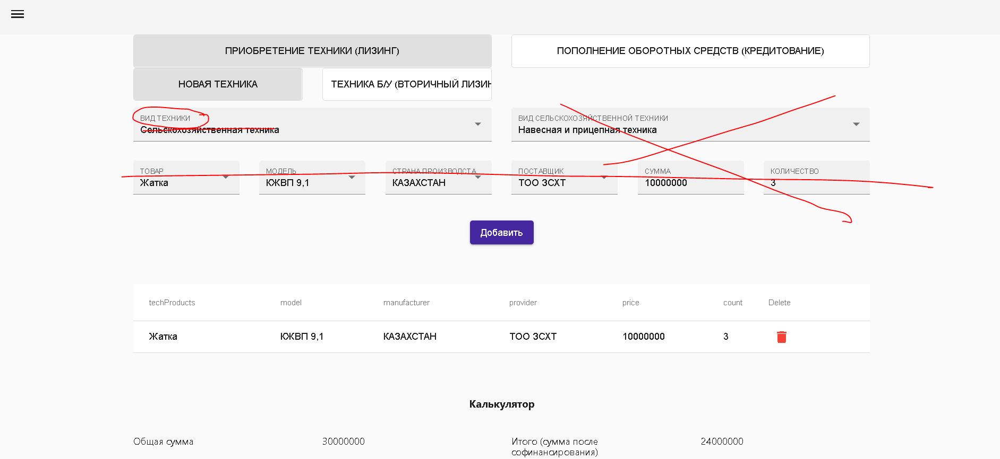 ПРИОБРЕТЕНИЕ ТЕХНИКИ (ЛИЗИНГ) ПОПОЛНЕНИЕ ОБОРОТНЫХ СРЕДСТВ (КРЕДИТОВАНИЕ)
НОВАЯ ТЕХНИКА ТЕХНИКА Б/У (ВТОРИЧНЫЙ ЛИЗИН
ВИД ТЕХНИКИ ВИД СЕЛЬСКОХОЗЯЙСТВЕННОЙ ТЕХНИКИ
Сельскохозяйственная техника Навесная и прицепная техника
ТОВАР МОДЕЛЬ СТРАНА ПРОИЗВОДСТА ПОСТАВЩИК СУММА КОЛИЧЕСТВО
Жатка КЖВП 9,1 КАЗАХСТАН ТОО ЗСХТ 10000000 3
Добавить
techProducts model manufacturer provider price count Delete
Жатка КЖВП 9,1 КАЗАХСТАН ТОО ЗСХТ 10000000 3
Калькулятор
Общая сумма 30000000 Итого (сумма после 24000000
софинансирования)